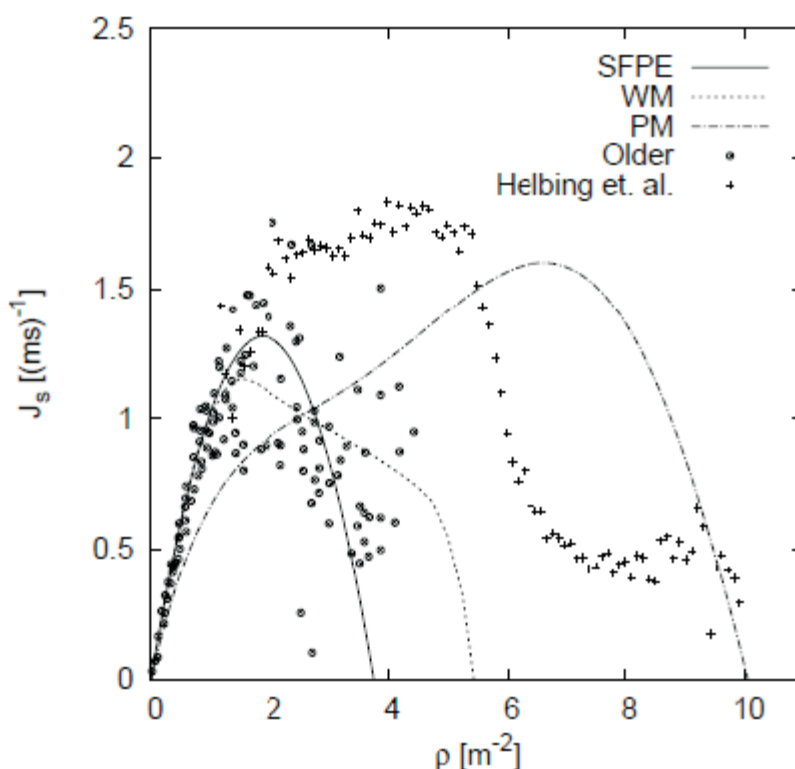 2.5
SFPE
WM
PM
2
Older
Helbing et. al.
1.5
Jₛ [(ms)⁻¹]
1
0.5
0
0 2 4 6 8 10
ρ [m⁻²]